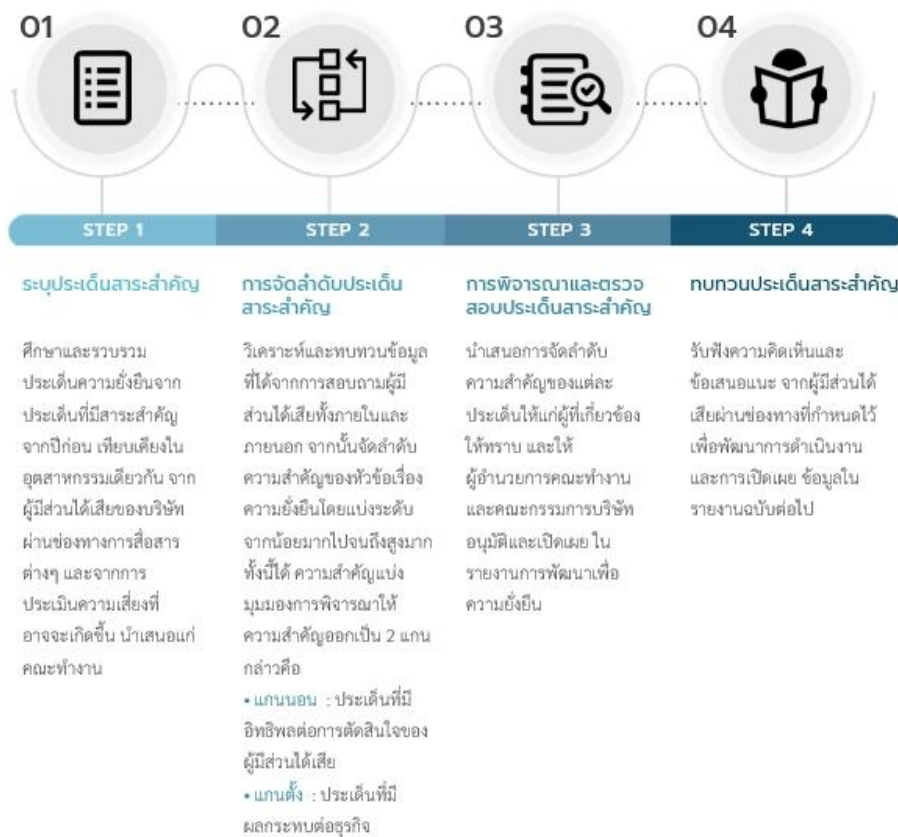 01
02
03
04
STEP 1
STEP 2
STEP 3
STEP 4
ระบุประเด็นสาระสำคัญ
ศึกษาและรวบรวม
ประเด็นความยั่งยืนจาก
ประเด็นที่มีสาระสำคัญ
จากปีก่อน เทียบเคียงใน
อุตสาหกรรมเดียวกัน จาก
ผู้มีส่วนได้เสียของบริษัท
ผ่านช่องทางการสื่อสาร
ต่างๆ และจากการ
ประเมินความเสี่ยงที่
อาจจะเกิดขึ้น นำเสนอแก่
คณะทำงาน
การจัดลำดับประเด็น
สาระสำคัญ
วิเคราะห์และทบทวนข้อมูล
ที่ได้จากการสอบถามผู้มี
ส่วนได้เสียทั้งภายในและ
ภายนอก จากนั้นจัดลำดับ
ความสำคัญของหัวข้อเรื่อง
ความยั่งยืนโดยแบ่งระดับ
จากน้อยมากไปจนถึงสูงมาก
ทั้งนี้ได้ ความสำคัญแบ่ง
มุมมองการพิจารณาให้
ความสำคัญออกเป็น 2 แกน
กล่าวคือ
• แกนนอน : ประเด็นที่มี
อิทธิพลต่อการตัดสินใจของ
ผู้มีส่วนได้เสีย
• แกนตั้ง : ประเด็นที่มี
ผลกระทบต่อธุรกิจ
การพิจารณาและตรวจ
สอบประเด็นสาระสำคัญ
นำเสนอการจัดลำดับ
ความสำคัญของแต่ละ
ประเด็นให้แก่ผู้ที่เกี่ยวข้อง
ให้ทราบ และให้
ผู้อำนวยการคณะทำงาน
และคณะกรรมการบริษัท
อนุมัติและเปิดเผย ใน
รายงานการพัฒนาเพื่อ
ความยั่งยืน
ทบทวนประเด็นสาระสำคัญ
รับฟังความคิดเห็นและ
ข้อเสนอแนะ จากผู้มีส่วนได้
เสียผ่านช่องทางที่กำหนดไว้
เพื่อพัฒนาการดำเนินงาน
และการเปิดเผย ข้อมูลใน
รายงานฉบับต่อไป